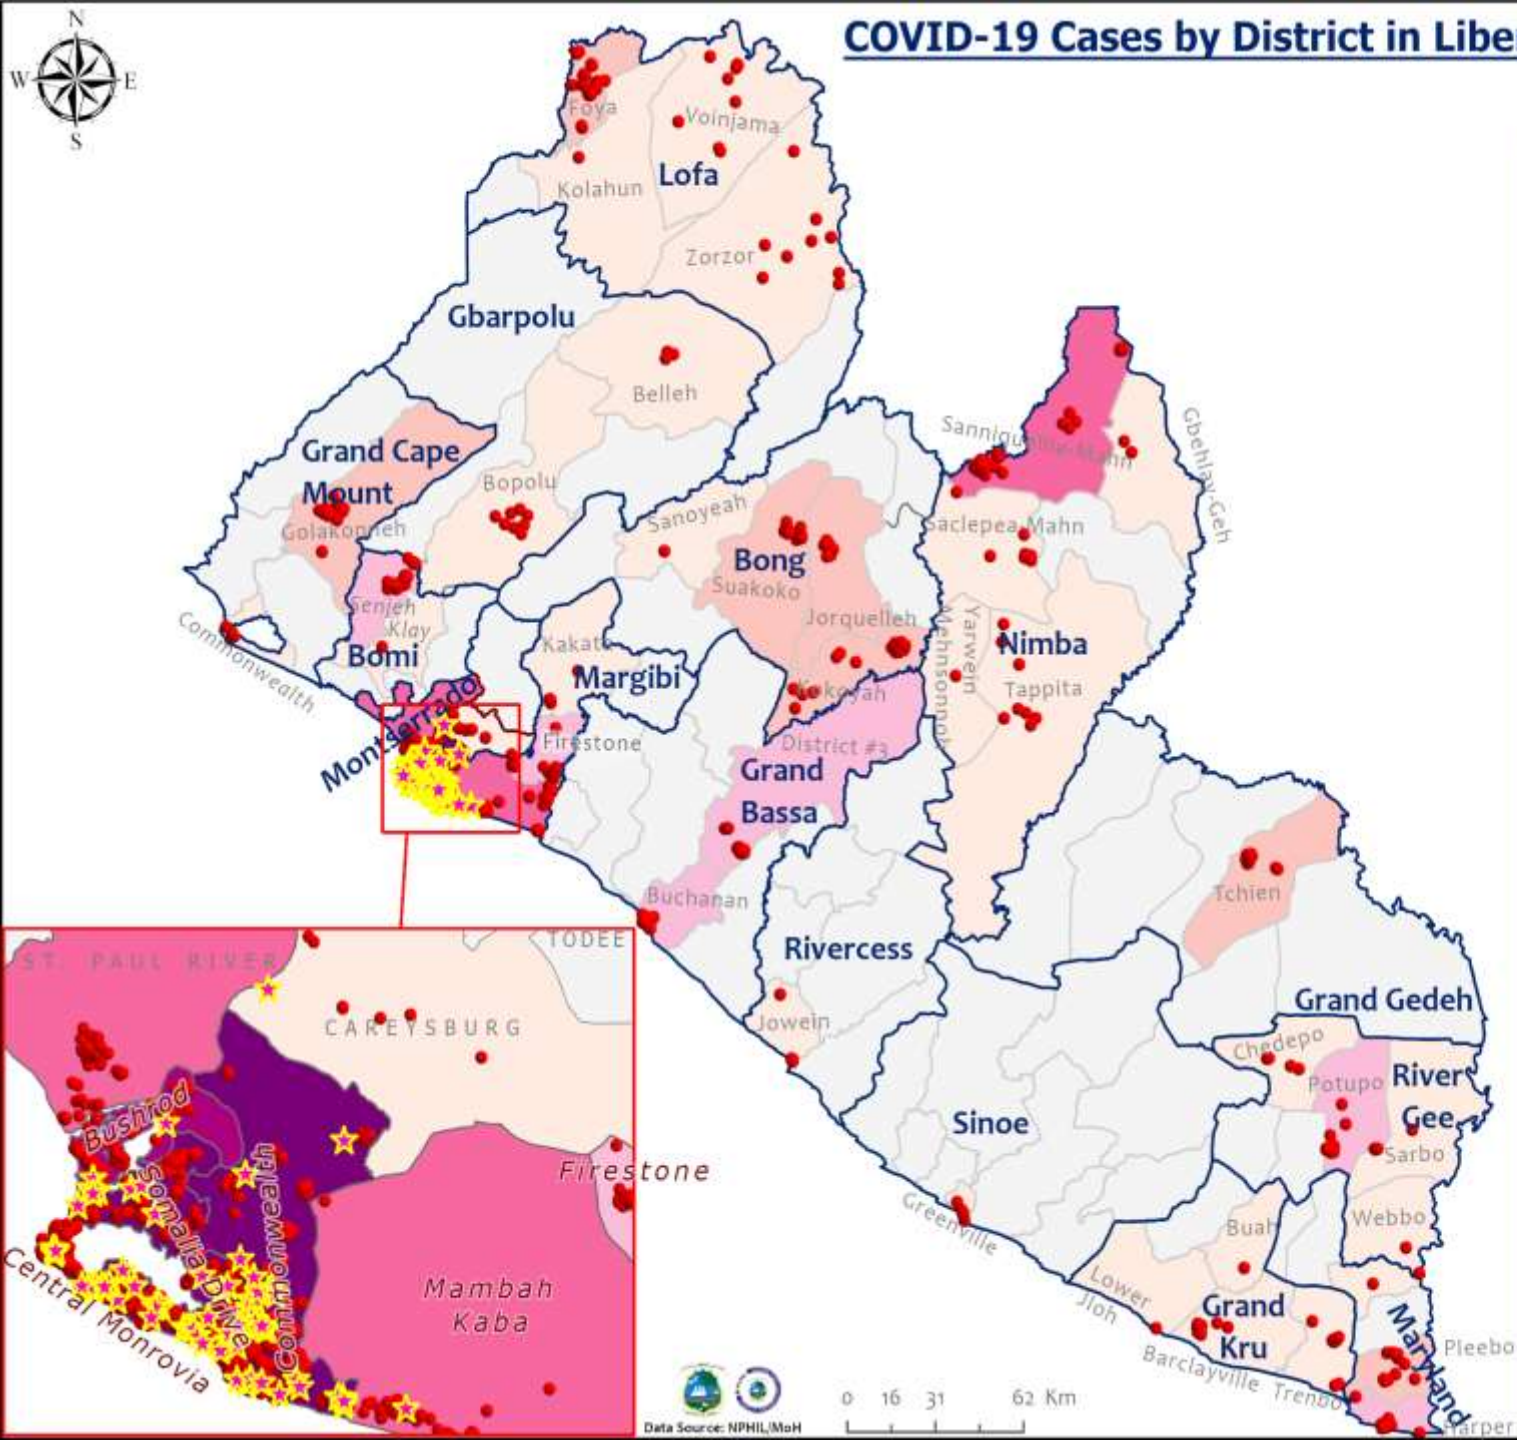 COVID-19 Cases by District in Libe
N
W
E
S
Foya
Voinjama
Lofa
Kolahun
Zorzor
Gbarpolu
Belleh
Grand Cape
Mount
Golakonneh
Bopolu
Sanniquellie-Mahn
Gbehlay-Geh
Sanoyeah
Saclepea Mahn
Bong
Suakoko
Jorquelleh
Senjeh
Klay
Bomi
Commonwealth
Kakata
Margibi
Mehnsonnoh
Yarwein
Nimba
Tappita
Kokoyah
Montserrado
Firestone
District #3
Grand
Bassa
Buchanan
Tchien
Rivercess
Jowein
Grand Gedeh
Chedepo
Potupo
River
Gee
Sarbo
Sinoe
Greenville
Webbo
Buah
Lower
Jloh
Grand
Kru
Barclayville
Trenbo
Maryland
Pleebo
Harper
ST. PAUL RIVER
TODEE
CAREYSBURG
Bushrod
Somalia Drive
Commonwealth
Central Monrovia
Firestone
Mambah
Kaba
0 16 31 62 Km
Data Source: NPHIL/MoH